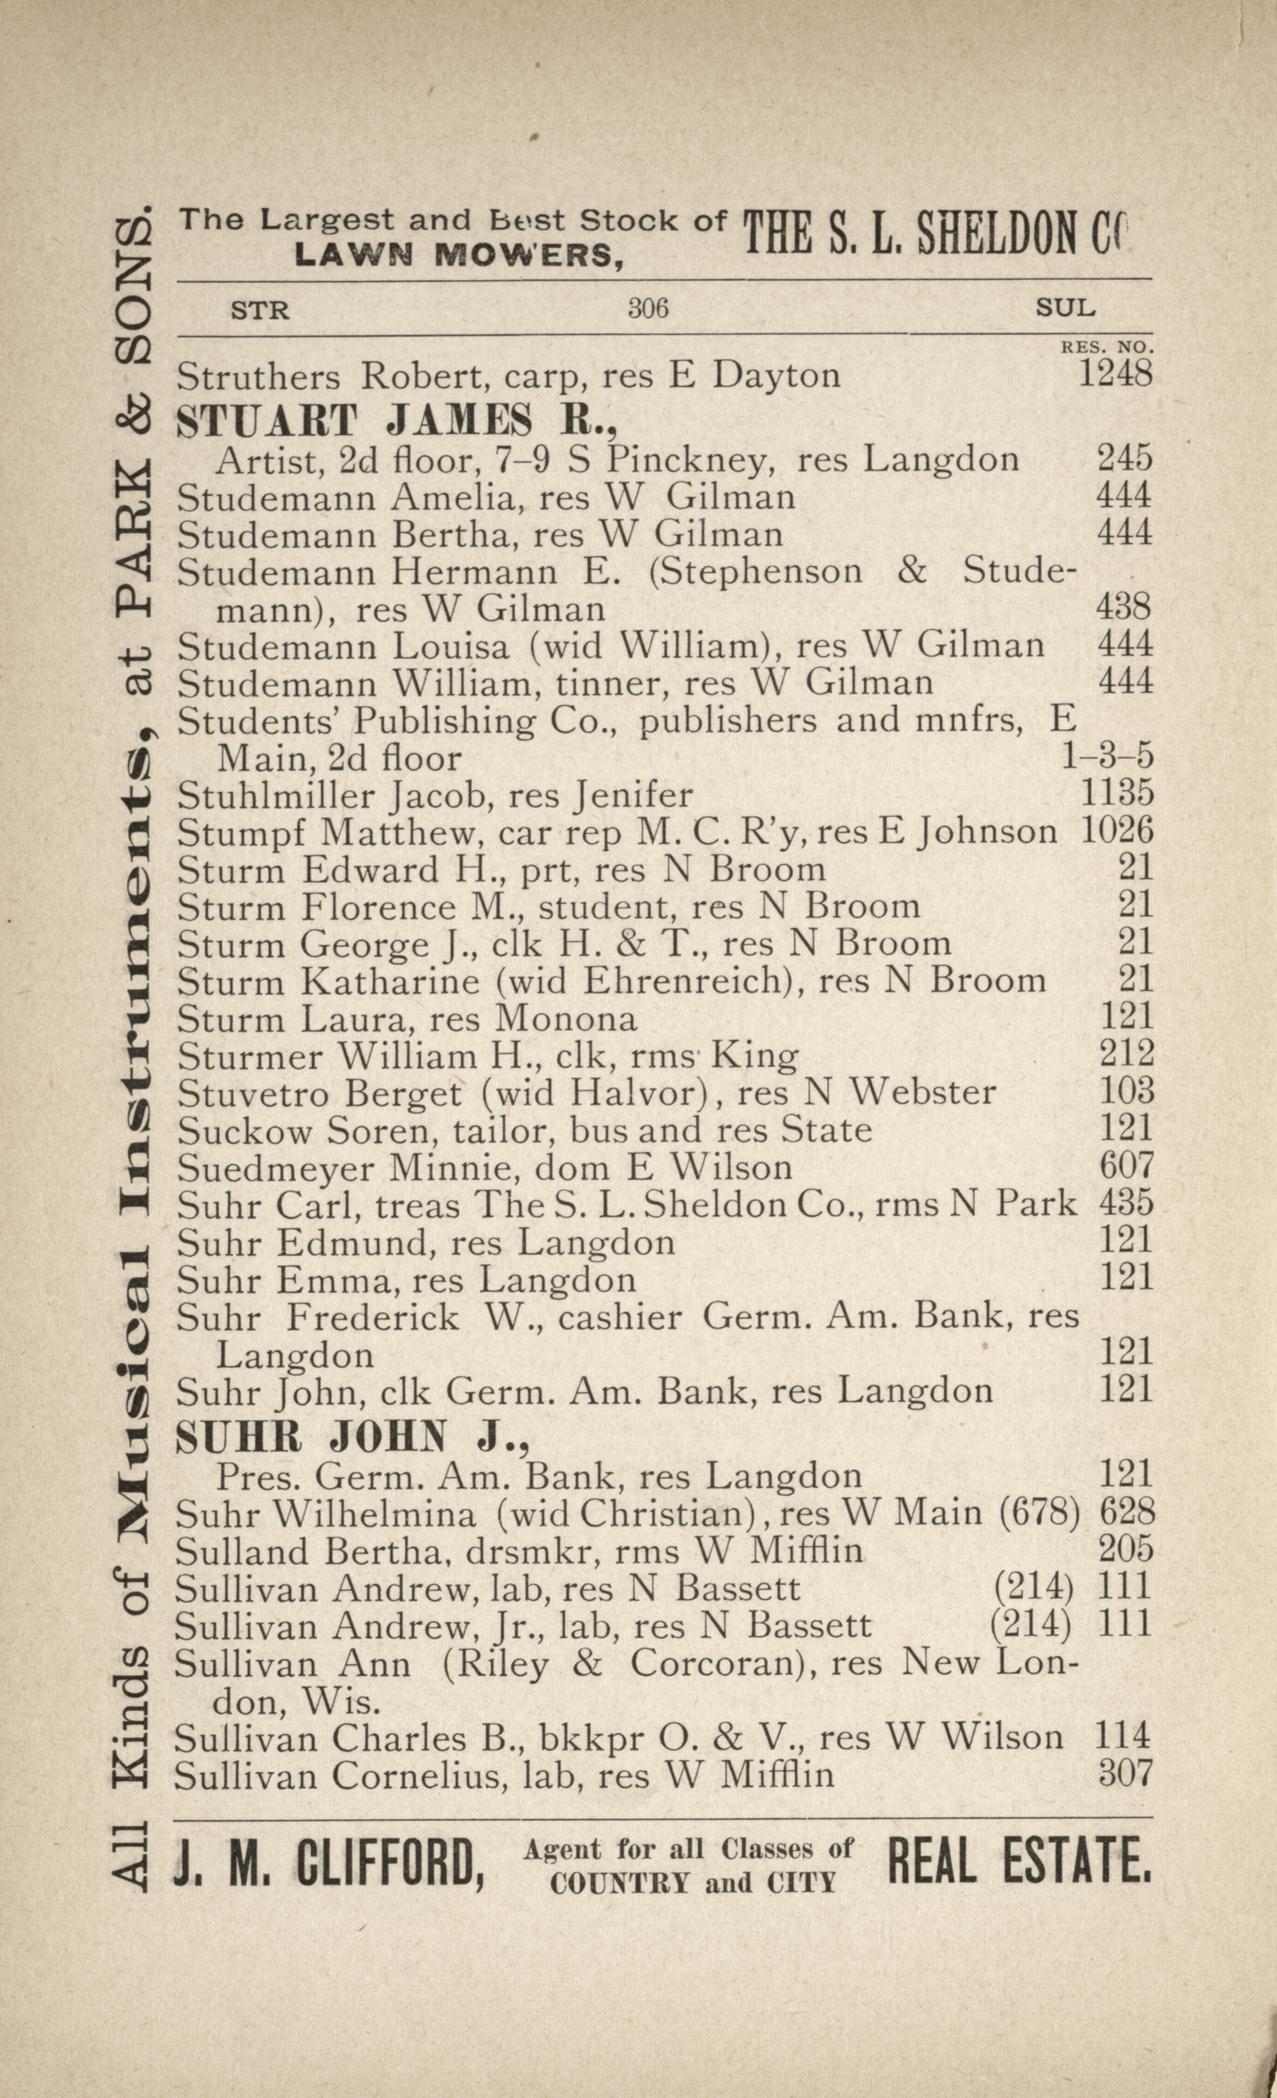 All Kinds of Musical Instruments, at PARK & SONS.
The Largest and Best Stock of THE S. L. SHELDON CO
LAWN MOWERS,
STR 306 SUL
RES. NO.
Struthers Robert, carp, res E Dayton 1248
STUART JAMES R.,
Artist, 2d floor, 7–9 S Pinckney, res Langdon 245
Studemann Amelia, res W Gilman 444
Studemann Bertha, res W Gilman 444
Studemann Hermann E. (Stephenson & Stude-
mann), res W Gilman 438
Studemann Louisa (wid William), res W Gilman 444
Studemann William, tinner, res W Gilman 444
Students' Publishing Co., publishers and mnfrs, E
Main, 2d floor 1–3–5
Stuhlmiller Jacob, res Jenifer 1135
Stumpf Matthew, car rep M. C. R'y, res E Johnson 1026
Sturm Edward H., prt, res N Broom 21
Sturm Florence M., student, res N Broom 21
Sturm George J., clk H. & T., res N Broom 21
Sturm Katharine (wid Ehrenreich), res N Broom 21
Sturm Laura, res Monona 121
Sturmer William H., clk, rms King 212
Stuvetro Berget (wid Halvor), res N Webster 103
Suckow Soren, tailor, bus and res State 121
Suedmeyer Minnie, dom E Wilson 607
Suhr Carl, treas The S. L. Sheldon Co., rms N Park 435
Suhr Edmund, res Langdon 121
Suhr Emma, res Langdon 121
Suhr Frederick W., cashier Germ. Am. Bank, res
Langdon 121
Suhr John, clk Germ. Am. Bank, res Langdon 121
SUHR JOHN J.,
Pres. Germ. Am. Bank, res Langdon 121
Suhr Wilhelmina (wid Christian), res W Main (678) 628
Sulland Bertha, drsmkr, rms W Mifflin 205
Sullivan Andrew, lab, res N Bassett (214) 111
Sullivan Andrew, Jr., lab, res N Bassett (214) 111
Sullivan Ann (Riley & Corcoran), res New Lon-
don, Wis.
Sullivan Charles B., bkkpr O. & V., res W Wilson 114
Sullivan Cornelius, lab, res W Mifflin 307
J. M. CLIFFORD, Agent for all Classes of REAL ESTATE.
COUNTRY and CITY